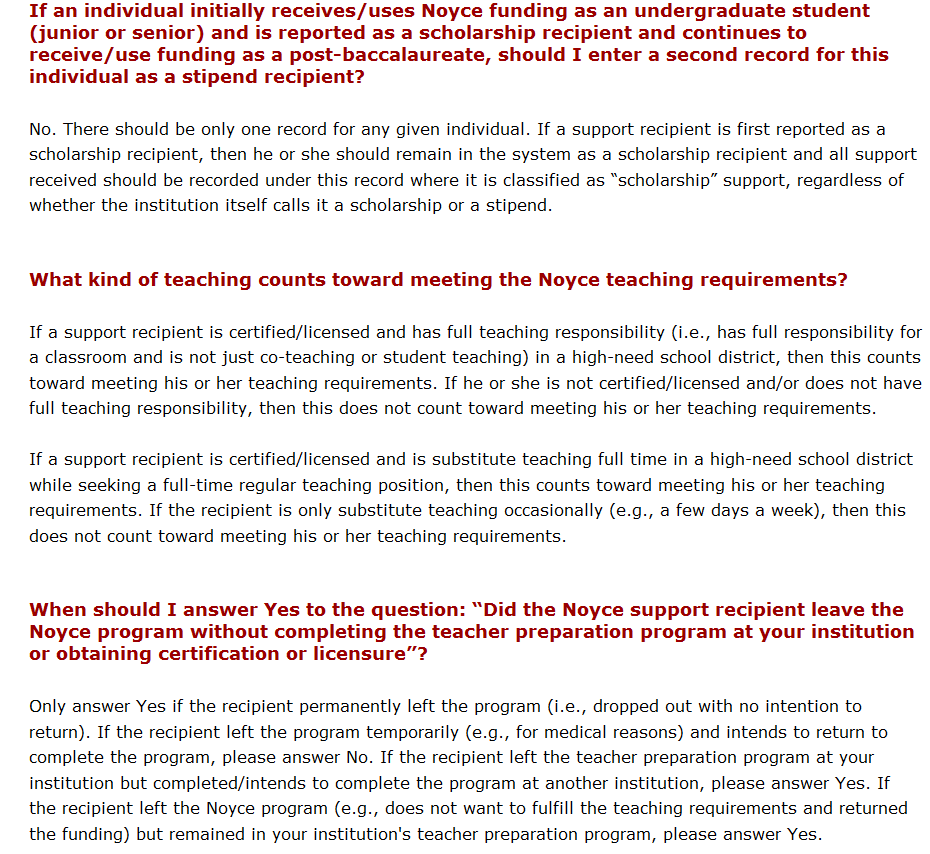 If an individual initially receives/uses Noyce funding as an undergraduate student
(junior or senior) and is reported as a scholarship recipient and continues to
receive/use funding as a post-baccalaureate, should I enter a second record for this
individual as a stipend recipient?
No. There should be only one record for any given individual. If a support recipient is first reported as a
scholarship recipient, then he or she should remain in the system as a scholarship recipient and all support
received should be recorded under this record where it is classified as “scholarship” support, regardless of
whether the institution itself calls it a scholarship or a stipend.
What kind of teaching counts toward meeting the Noyce teaching requirements?
If a support recipient is certified/licensed and has full teaching responsibility (i.e., has full responsibility for
a classroom and is not just co-teaching or student teaching) in a high-need school district, then this counts
toward meeting his or her teaching requirements. If he or she is not certified/licensed and/or does not have
full teaching responsibility, then this does not count toward meeting his or her teaching requirements.
If a support recipient is certified/licensed and is substitute teaching full time in a high-need school district
while seeking a full-time regular teaching position, then this counts toward meeting his or her teaching
requirements. If the recipient is only substitute teaching occasionally (e.g., a few days a week), then this
does not count toward meeting his or her teaching requirements.
When should I answer Yes to the question: “Did the Noyce support recipient leave the
Noyce program without completing the teacher preparation program at your institution
or obtaining certification or licensure”?
Only answer Yes if the recipient permanently left the program (i.e., dropped out with no intention to
return). If the recipient left the program temporarily (e.g., for medical reasons) and intends to return to
complete the program, please answer No. If the recipient left the teacher preparation program at your
institution but completed/intends to complete the program at another institution, please answer Yes. If
the recipient left the Noyce program (e.g., does not want to fulfill the teaching requirements and returned
the funding) but remained in your institution's teacher preparation program, please answer Yes.